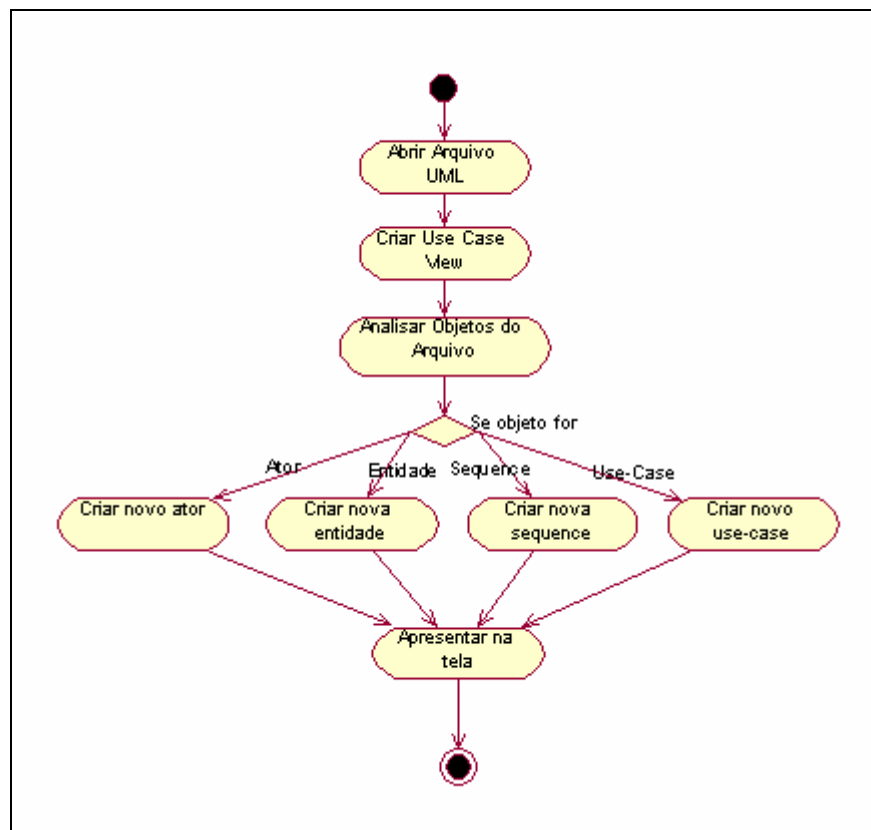 Abrir Arquivo
UML
Criar Use Case
View
Analisar Objetos do
Arquivo
Se objeto for
Ator
Entidade
Sequence
Use-Case
Criar novo ator
Criar nova
entidade
Criar nova
sequence
Criar novo
use-case
Apresentar na
tela